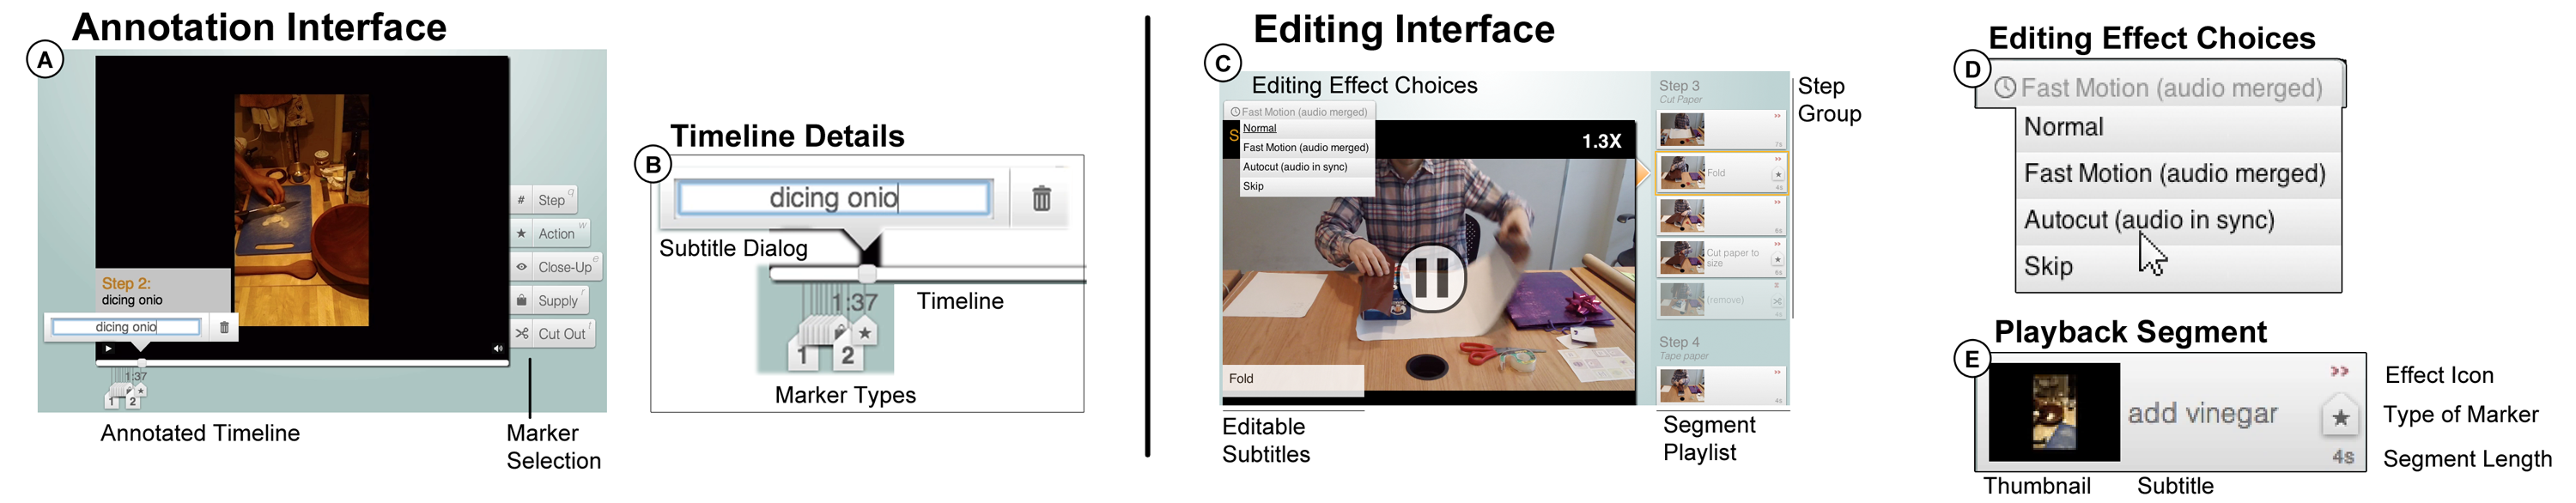 Annotation Interface
A
Step 2:
dicing onio
dicing onio
1:37
1
2
# Step q
Action w
Close-Up e
Supply r
Cut Out t
Annotated Timeline
Marker
Selection
Timeline Details
B
dicing onio
Subtitle Dialog
1:37
Timeline
1
2
Marker Types
Editing Interface
C
Editing Effect Choices
Fast Motion (audio merged)
Normal
Fast Motion (audio merged)
Autocut (audio in sync)
Skip
S
1.3X
Fold
Step 3
Cut Paper
7s
Fold
4s
6s
Cut paper to
size
6s
(remove)
Step 4
Tape paper
4s
Step
Group
Editable
Subtitles
Segment
Playlist
Editing Effect Choices
D
Fast Motion (audio merged)
Normal
Fast Motion (audio merged)
Autocut (audio in sync)
Skip
Playback Segment
E
add vinegar
4s
Effect Icon
Type of Marker
Segment Length
Thumbnail
Subtitle